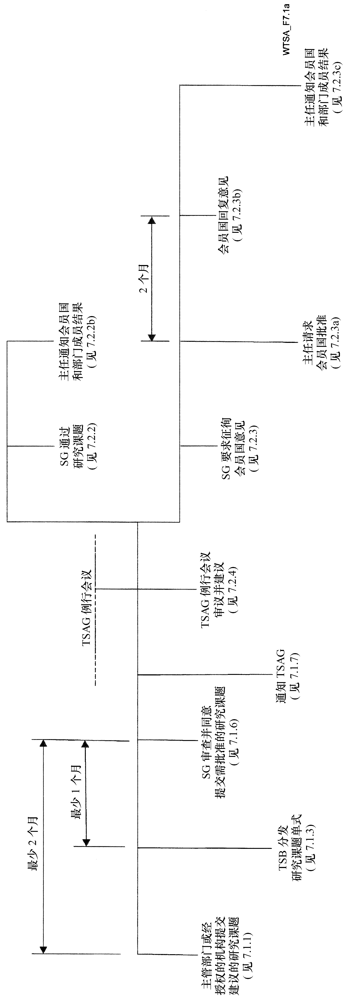 最少 2 个月
最少 1 个月
TSAG 例行会议
SG 通过
研究课题
(见 7.2.2)
主任通知会员国
和部门成员结果
(见 7.2.2b)
2 个月
主管部门或经
授权的机构提交
建议的研究课题
(见 7.1.1)
TSB 分发
研究课题单式
(见 7.1.3)
SG 审查并同意
提交需批准的研究课题
(见 7.1.6)
通知 TSAG
(见 7.1.7)
TSAG 例行会议
审议并建议
(见 7.2.4)
SG 要求征徇
会员国意见
(见 7.2.3)
主任请求
会员国批准
(见 7.2.3a)
会员国回复意见
(见 7.2.3b)
主任通知会员国
和部门成员结果
(见 7.2.3c)
WTSA_F7.1a